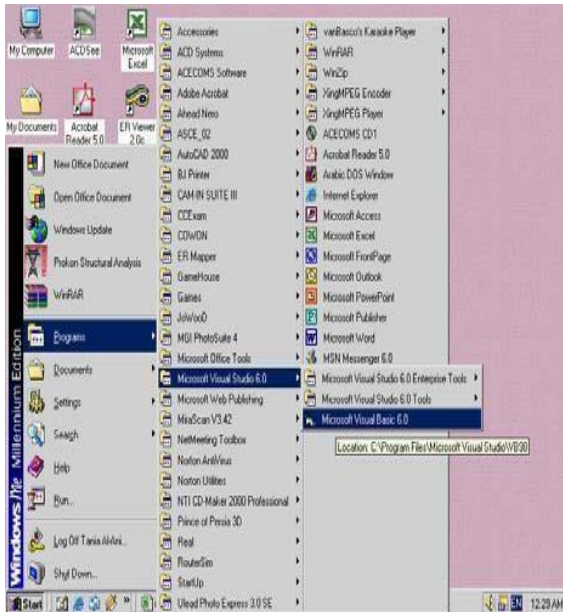 My Computer
ACDSee
Microsoft
Excel
My Documents
Acrobat
Reader 5.0
ER Viewer
2.0c
Windows Me Millennium Edition
New Office Document
Open Office Document
Windows Update
Prokon Structural Analysis
WinRAR
Programs
Documents
Settings
Search
Help
Run...
Log Off Tania Al-Ani...
Shut Down...
Accessories
ACD Systems
ACECOMS Software
Adobe Acrobat
Ahead Nero
ASCE_02
AutoCAD 2000
BJ Printer
CAM-IN SUITE III
CCExam
COWON
ER Mapper
GameHouse
Games
JoWooD
MGI PhotoSuite 4
Microsoft Office Tools
Microsoft Visual Studio 6.0
Microsoft Web Publishing
MiraScan V3.42
NetMeeting Toolbox
Norton AntiVirus
Norton Utilities
NTI CD-Maker 2000 Professional
Prince of Persia 3D
Real
RouterSim
StartUp
Ulead Photo Express 3.0 SE
vanBasco's Karaoke Player
WinRAR
WinZip
XingMPEG Encoder
XingMPEG Player
ACECOMS CD1
Acrobat Reader 5.0
Arabic DOS Window
Internet Explorer
Microsoft Access
Microsoft Excel
Microsoft FrontPage
Microsoft Outlook
Microsoft PowerPoint
Microsoft Publisher
Microsoft Word
MSN Messenger 6.0
Microsoft Visual Studio 6.0 Enterprise Tools
Microsoft Visual Studio 6.0 Tools
Microsoft Visual Basic 6.0
Location: C:\Program Files\Microsoft Visual Studio\VB98
Start
»
EN
12:29 AM